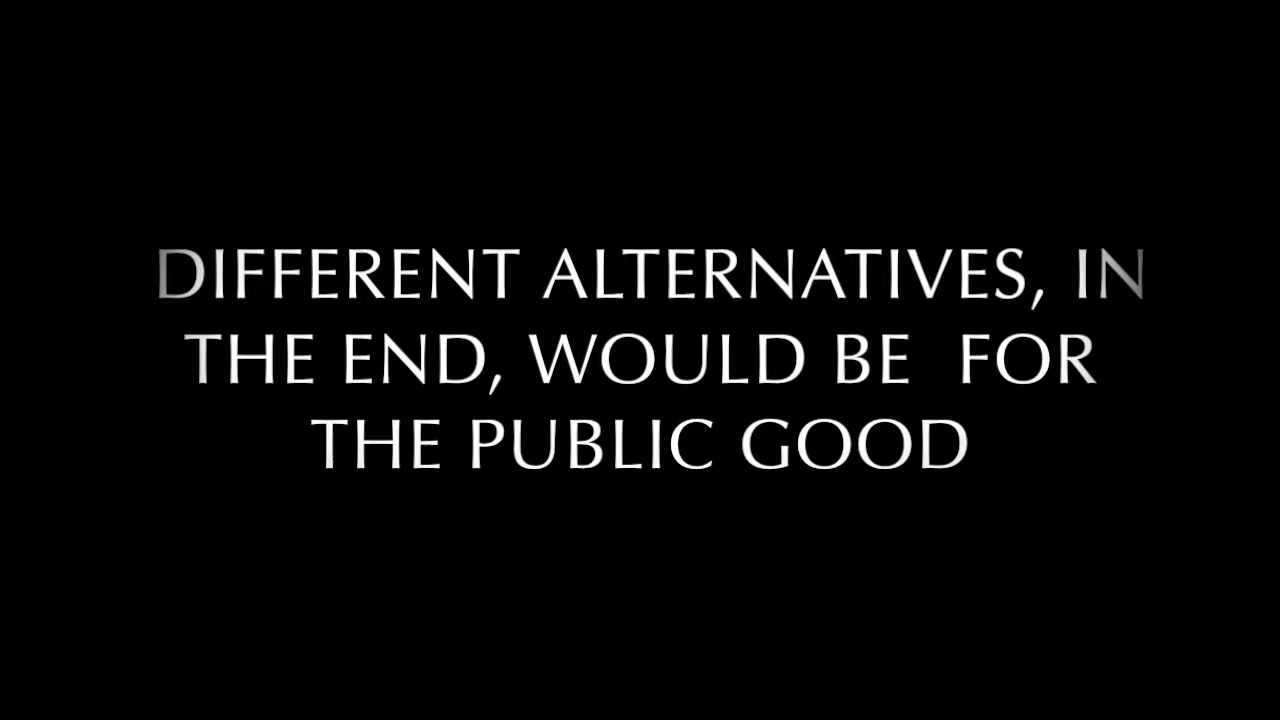 DIFFERENT ALTERNATIVES, IN
THE END, WOULD BE  FOR
THE PUBLIC GOOD